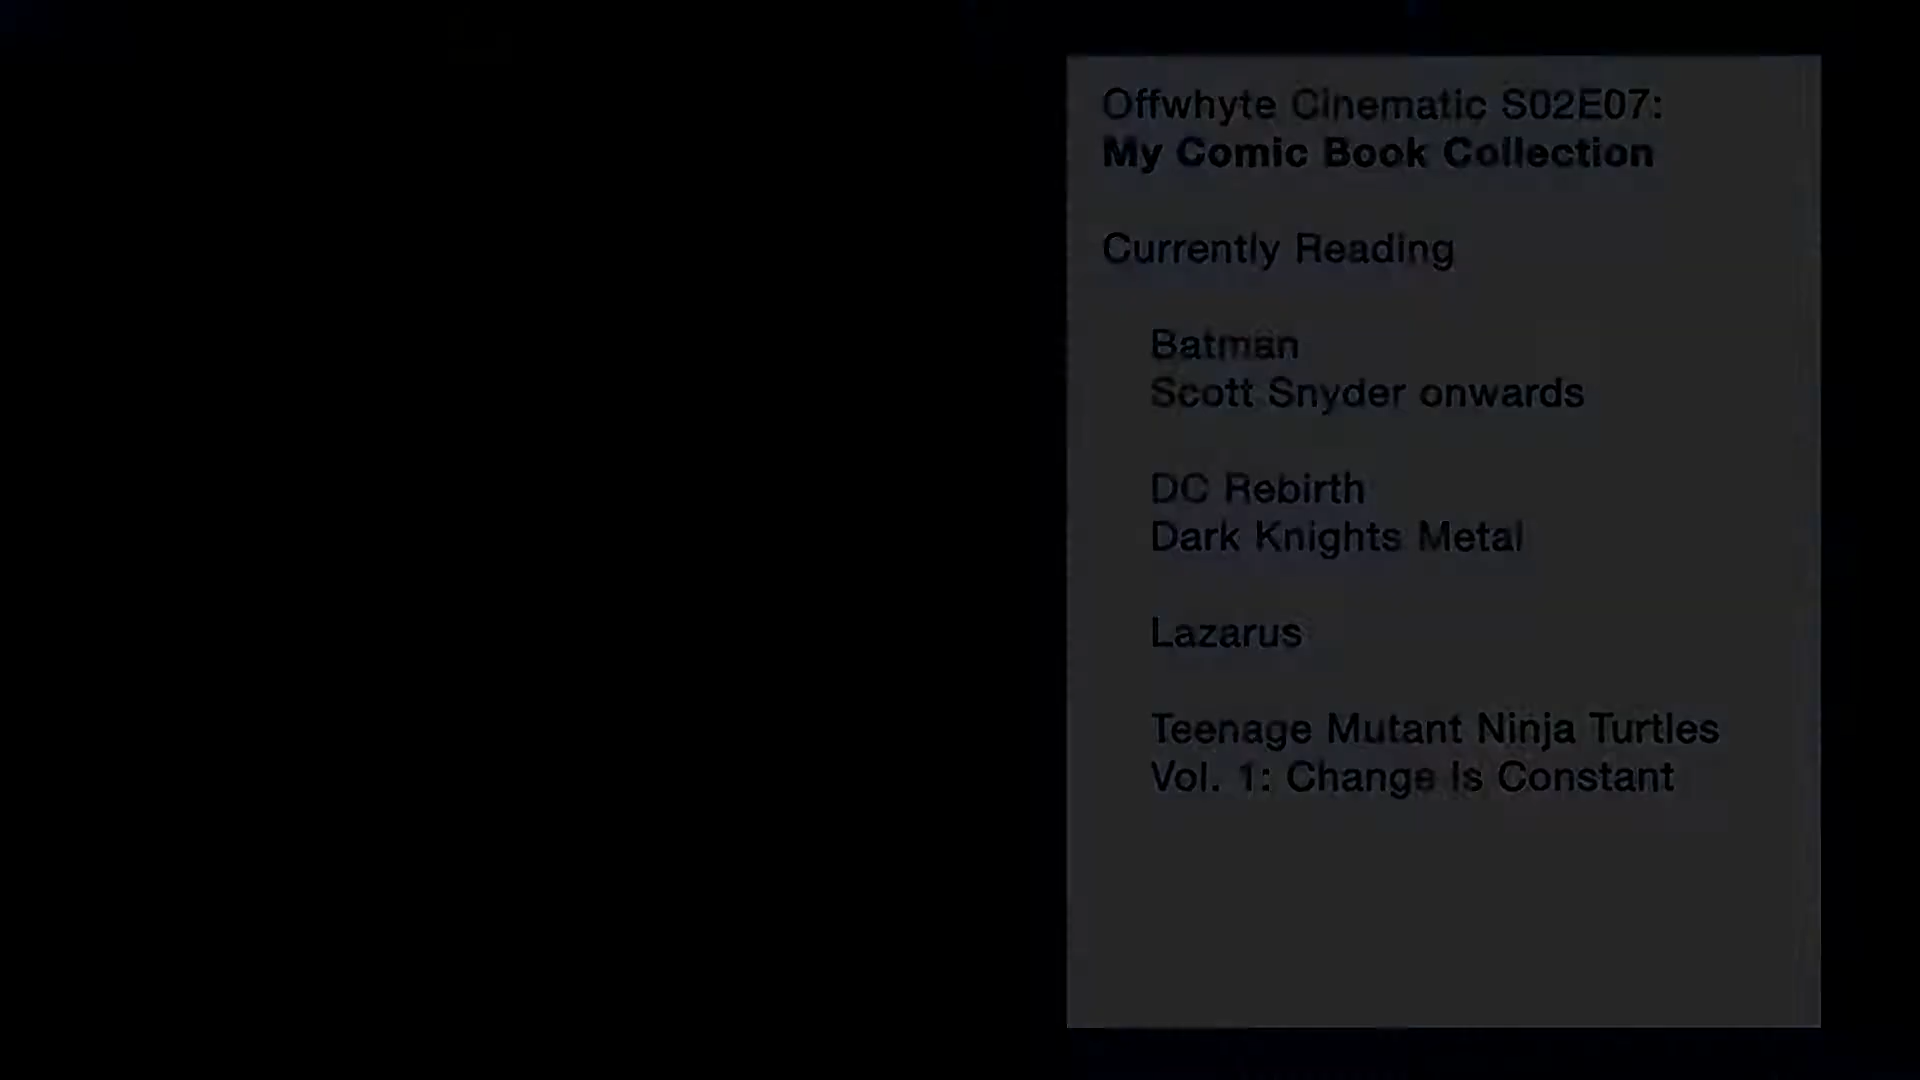 Offwhyte Cinematic S02E07:
My Comic Book Collection
Currently Reading
Batman
Scott Snyder onwards
DC Rebirth
Dark Knights Metal
Lazarus
Teenage Mutant Ninja Turtles
Vol. 1: Change Is Constant